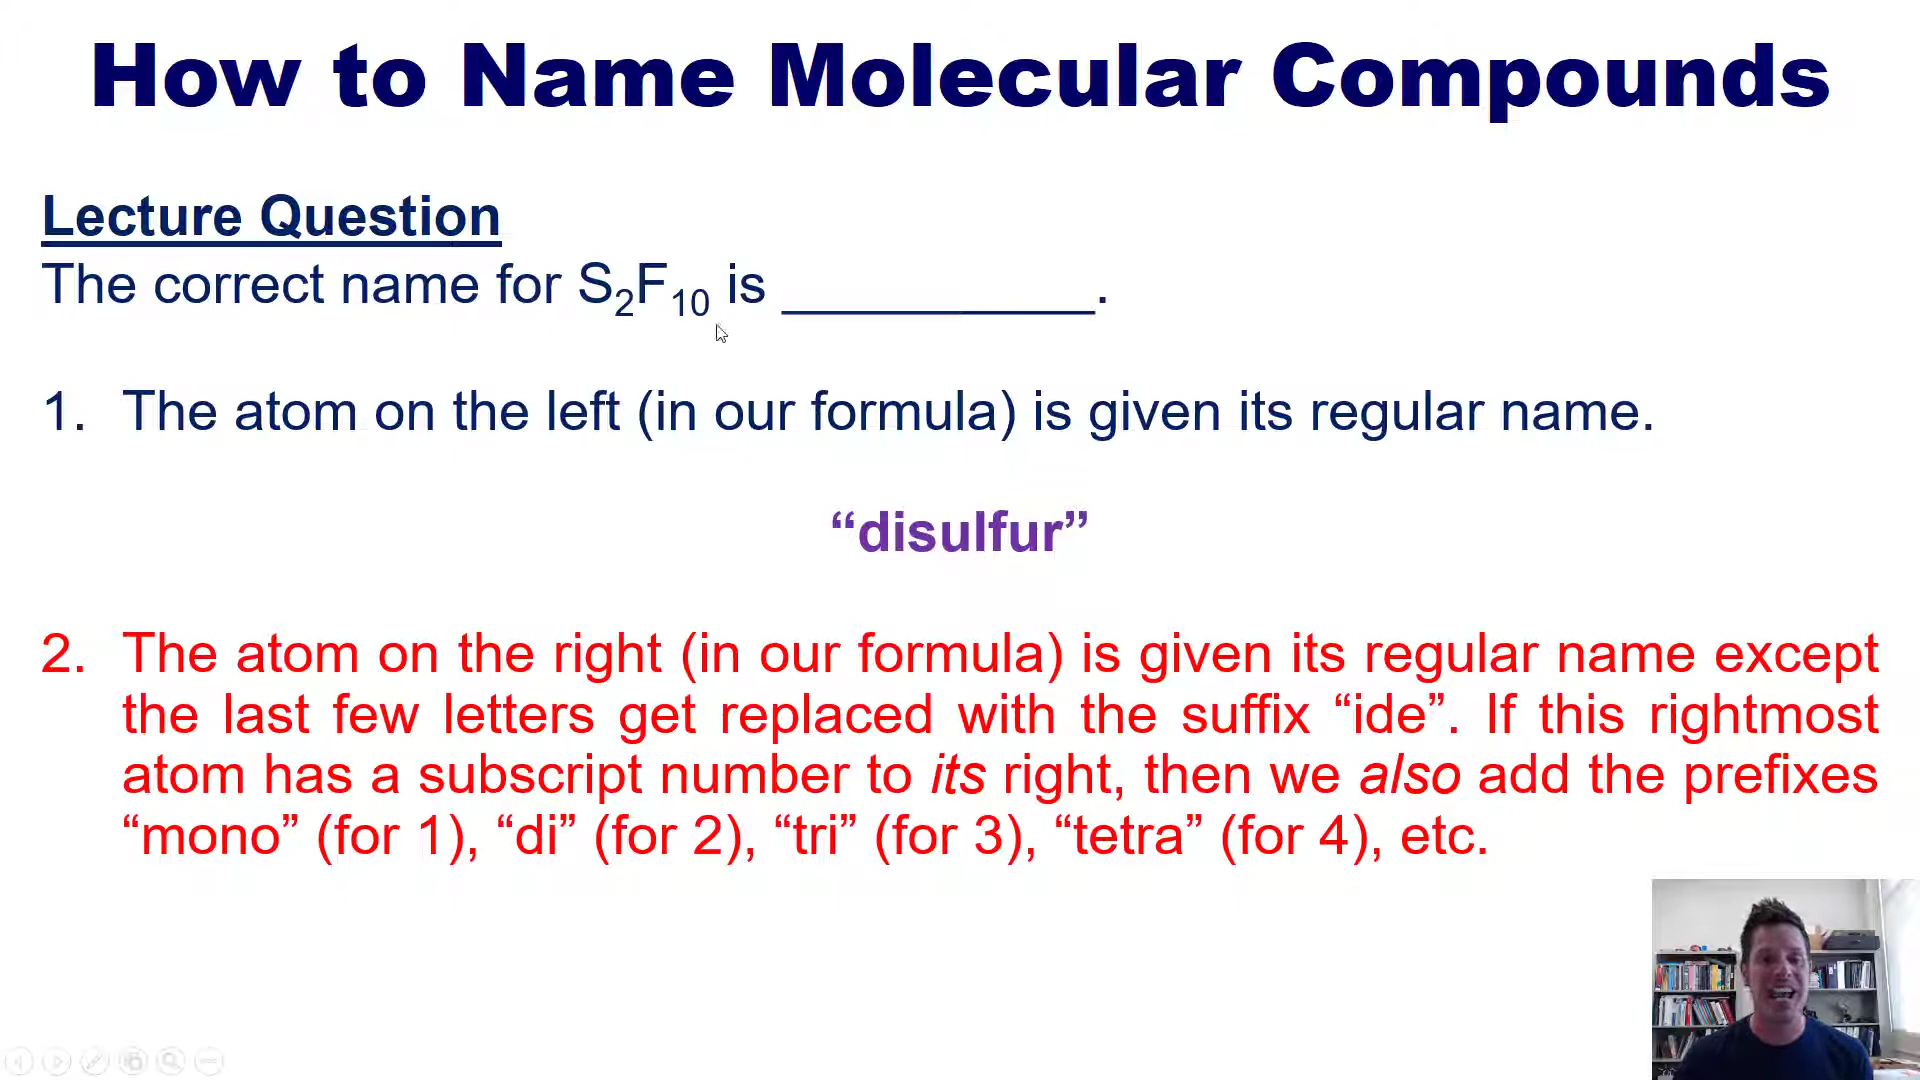 How to Name Molecular Compounds
Lecture Question
The correct name for S₂F₁₀ is ___________.
1. The atom on the left (in our formula) is given its regular name.
“disulfur”
2. The atom on the right (in our formula) is given its regular name except
the last few letters get replaced with the suffix “ide”. If this rightmost
atom has a subscript number to its right, then we also add the prefixes
“mono” (for 1), “di” (for 2), “tri” (for 3), “tetra” (for 4), etc.